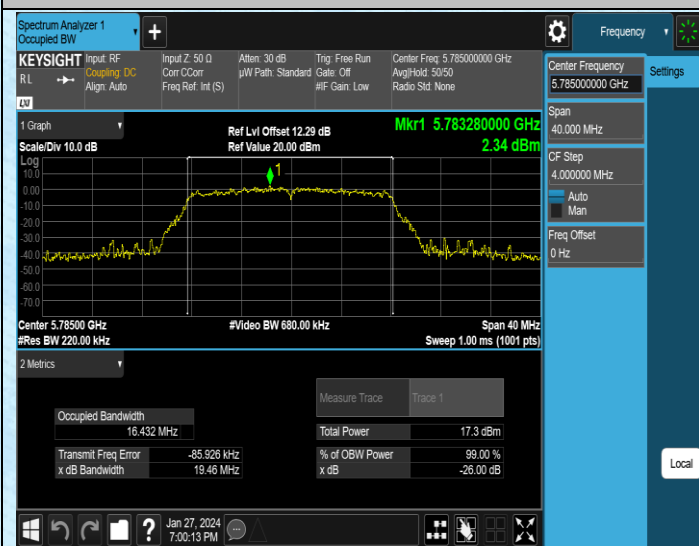 Spectrum Analyzer 1
Occupied BW
+
Frequency
KEYSIGHT
Input: RF
Coupling: DC
Align: Auto
Input Z: 50 Ω
Corr CCorr
Freq Ref: Int (S)
Atten: 30 dB
µW Path: Standard
Trig: Free Run
Gate: Off
#IF Gain: Low
Center Freq: 5.785000000 GHz
Avg|Hold: 50/50
Radio Std: None
RL
LXI
Center Frequency
5.785000000 GHz
Settings
Span
40.000 MHz
CF Step
4.000000 MHz
Auto
Man
Freq Offset
0 Hz
1 Graph
Scale/Div 10.0 dB
Ref Lvl Offset 12.29 dB
Ref Value 20.00 dBm
Mkr1 5.783280000 GHz
2.34 dBm
Log
10.0
0.00
-10.0
-20.0
-30.0
-40.0
-50.0
-60.0
-70.0
1
Center 5.78500 GHz
#Video BW 680.00 kHz
Span 40 MHz
#Res BW 220.00 kHz
Sweep 1.00 ms (1001 pts)
2 Metrics
Measure Trace
Trace 1
Occupied Bandwidth
16.432 MHz
Total Power
17.3 dBm
Transmit Freq Error
-85.926 kHz
% of OBW Power
99.00 %
x dB Bandwidth
19.46 MHz
x dB
-26.00 dB
Local
?
Jan 27, 2024
7:00:13 PM